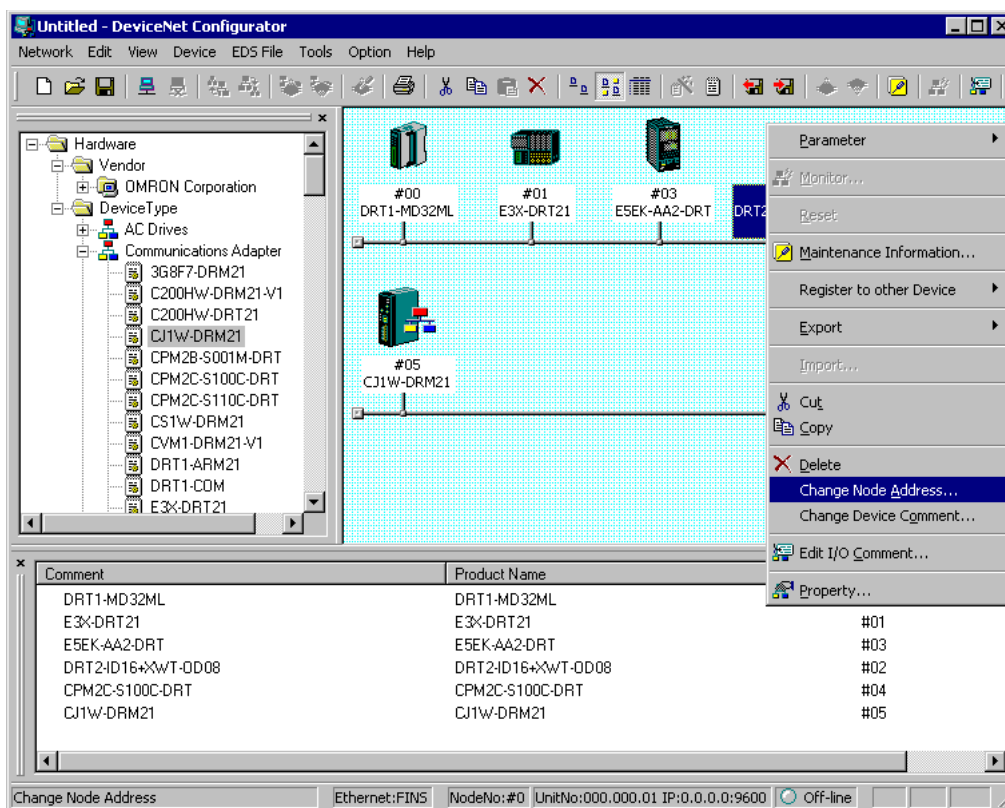 Untitled - DeviceNet Configurator
Network Edit View Device EDS File Tools Option Help
Hardware
Vendor
OMRON Corporation
DeviceType
AC Drives
Communications Adapter
3G8F7-DRM21
C200HW-DRM21-V1
C200HW-DRT21
CJ1W-DRM21
CPM2B-S001M-DRT
CPM2C-S100C-DRT
CPM2C-S110C-DRT
CS1W-DRM21
CVM1-DRM21-V1
DRT1-ARM21
DRT1-COM
E3X-DRT21
#00
DRT1-MD32ML
#01
E3X-DRT21
#03
E5EK-AA2-DRT
DRT2
#05
CJ1W-DRM21
Parameter
Monitor...
Reset
Maintenance Information...
Register to other Device
Export
Import...
Cut
Copy
Delete
Change Node Address...
Change Device Comment...
Edit I/O Comment...
Property...
Comment Product Name
DRT1-MD32ML DRT1-MD32ML
E3X-DRT21 E3X-DRT21 #01
E5EK-AA2-DRT E5EK-AA2-DRT #03
DRT2-ID16+XWT-OD08 DRT2-ID16+XWT-OD08 #02
CPM2C-S100C-DRT CPM2C-S100C-DRT #04
CJ1W-DRM21 CJ1W-DRM21 #05
Change Node Address Ethernet:FINS NodeNo:#0 UnitNo:000.000.01 IP:0.0.0.0:9600 Off-line